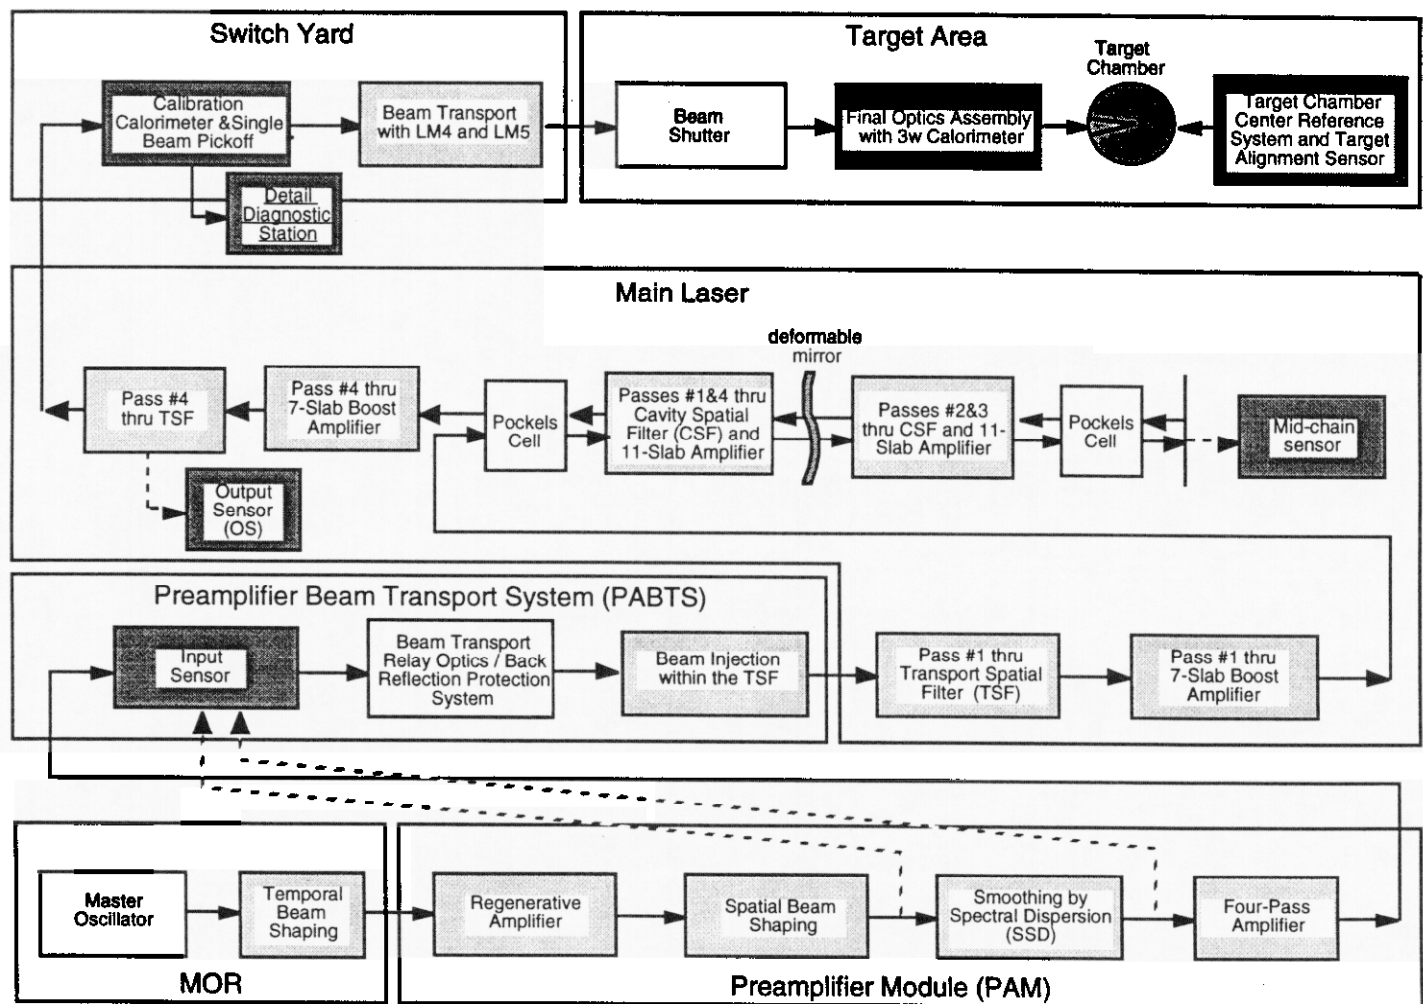 Switch Yard
Calibration
Calorimeter &Single
Beam Pickoff
Beam Transport
with LM4 and LM5
Detail
Diagnostic
Station
Target Area
Beam
Shutter
Final Optics Assembly
with 3w Calorimeter
Target
Chamber
Target Chamber
Center Reference
System and Target
Alignment Sensor
Main Laser
Pass #4
thru TSF
Pass #4 thru
7-Slab Boost
Amplifier
Pockels
Cell
Passes #1&4 thru
Cavity Spatial
Filter (CSF) and
11-Slab Amplifier
deformable
mirror
Passes #2&3
thru CSF and 11-
Slab Amplifier
Pockels
Cell
Mid-chain
sensor
Output
Sensor
(OS)
Preamplifier Beam Transport System (PABTS)
Input
Sensor
Beam Transport
Relay Optics / Back
Reflection Protection
System
Beam Injection
within the TSF
Pass #1 thru
Transport Spatial
Filter (TSF)
Pass #1 thru
7-Slab Boost
Amplifier
Master
Oscillator
Temporal
Beam
Shaping
MOR
Regenerative
Amplifier
Spatial Beam
Shaping
Smoothing by
Spectral Dispersion
(SSD)
Four-Pass
Amplifier
Preamplifier Module (PAM)